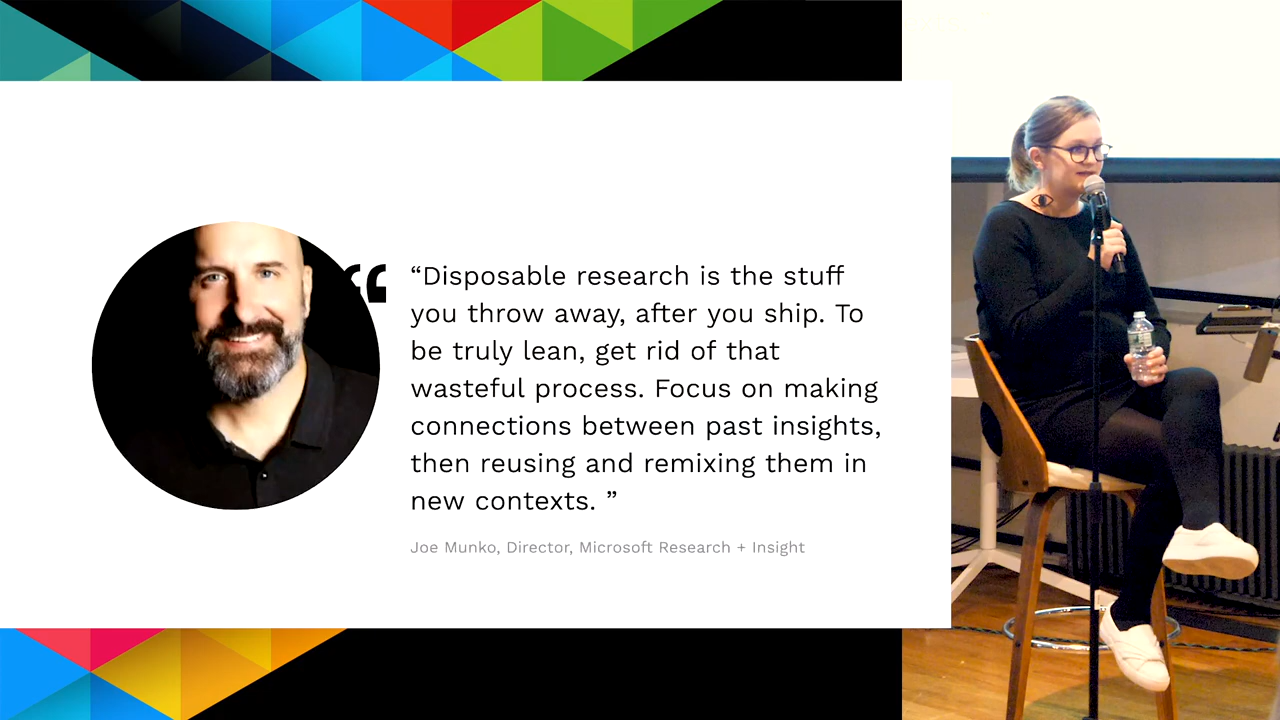 “Disposable research is the stuff
you throw away, after you ship. To
be truly lean, get rid of that
wasteful process. Focus on making
connections between past insights,
then reusing and remixing them in
new contexts. ”
Joe Munko, Director, Microsoft Research + Insight